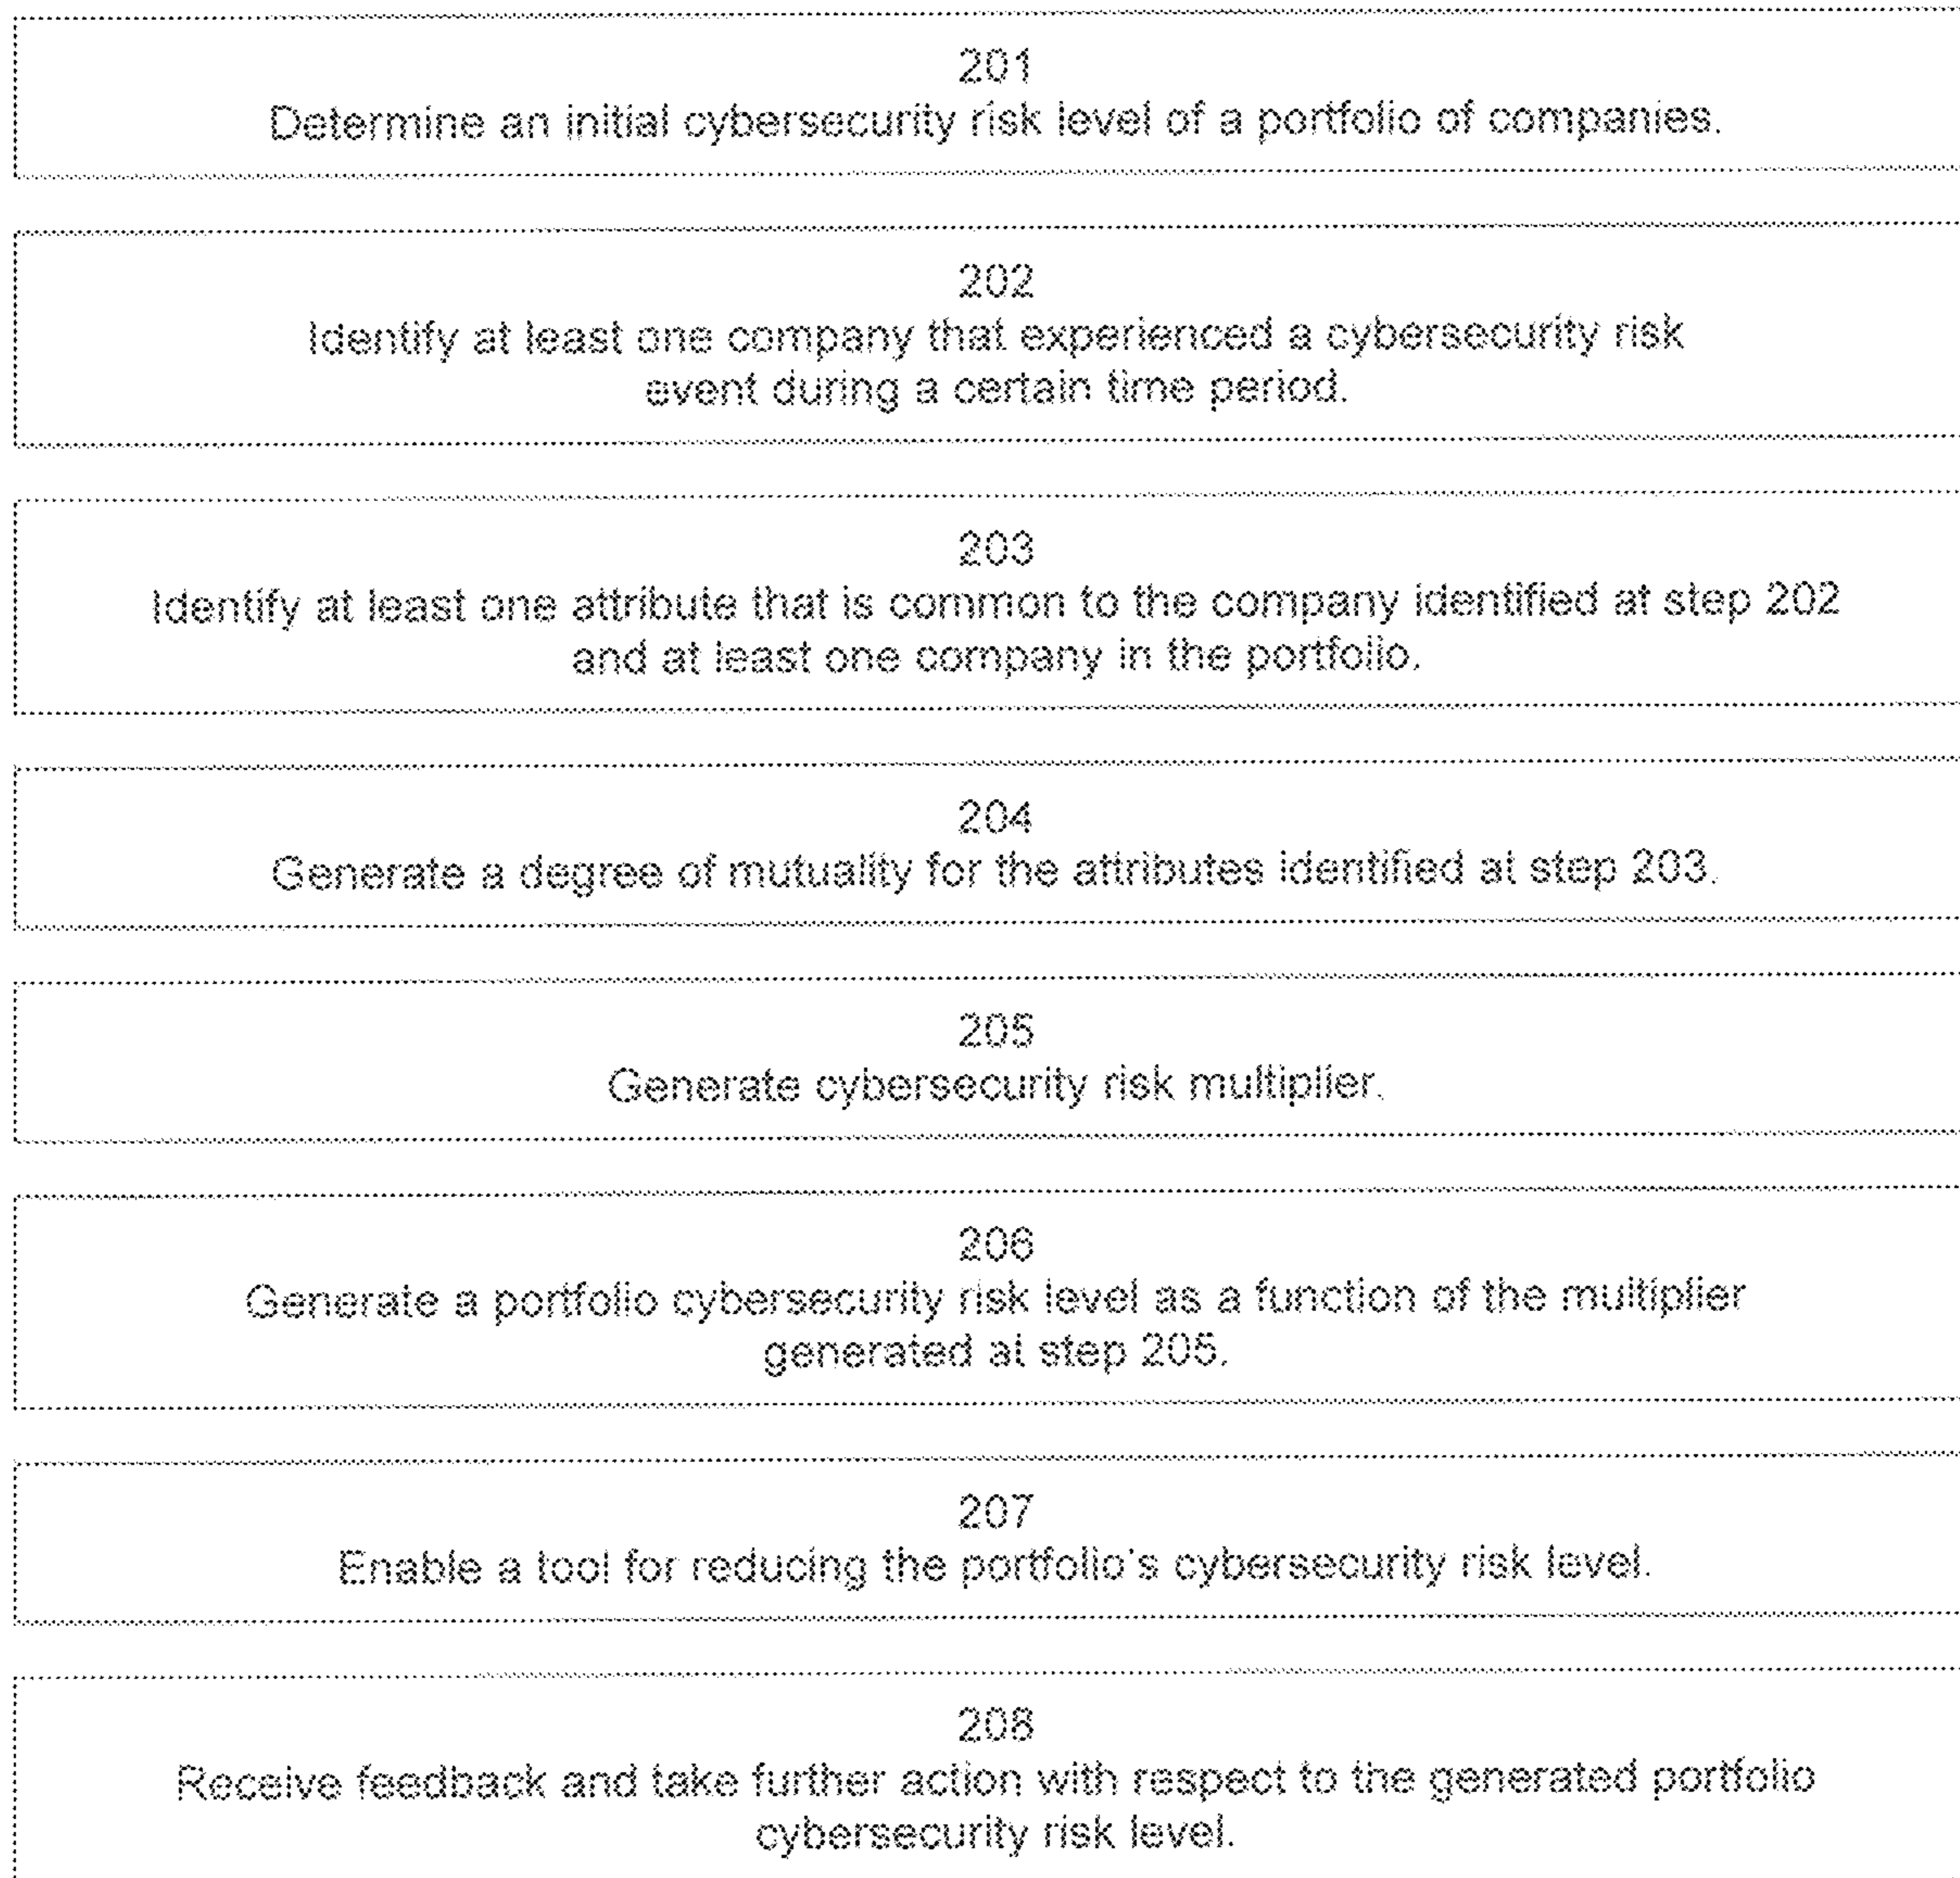 201
Determine an initial cybersecurity risk level of a portfolio of companies.
202
Identify at least one company that experienced a cybersecurity risk
event during a certain time period.
203
Identify at least one attribute that is common to the company identified at step 202
and at least one company in the portfolio.
204
Generate a degree of mutuality for the attributes identified at step 203.
205
Generate cybersecurity risk multiplier.
206
Generate a portfolio cybersecurity risk level as a function of the multiplier
generated at step 205.
207
Enable a tool for reducing the portfolio's cybersecurity risk level.
208
Receive feedback and take further action with respect to the generated portfolio
cybersecurity risk level.